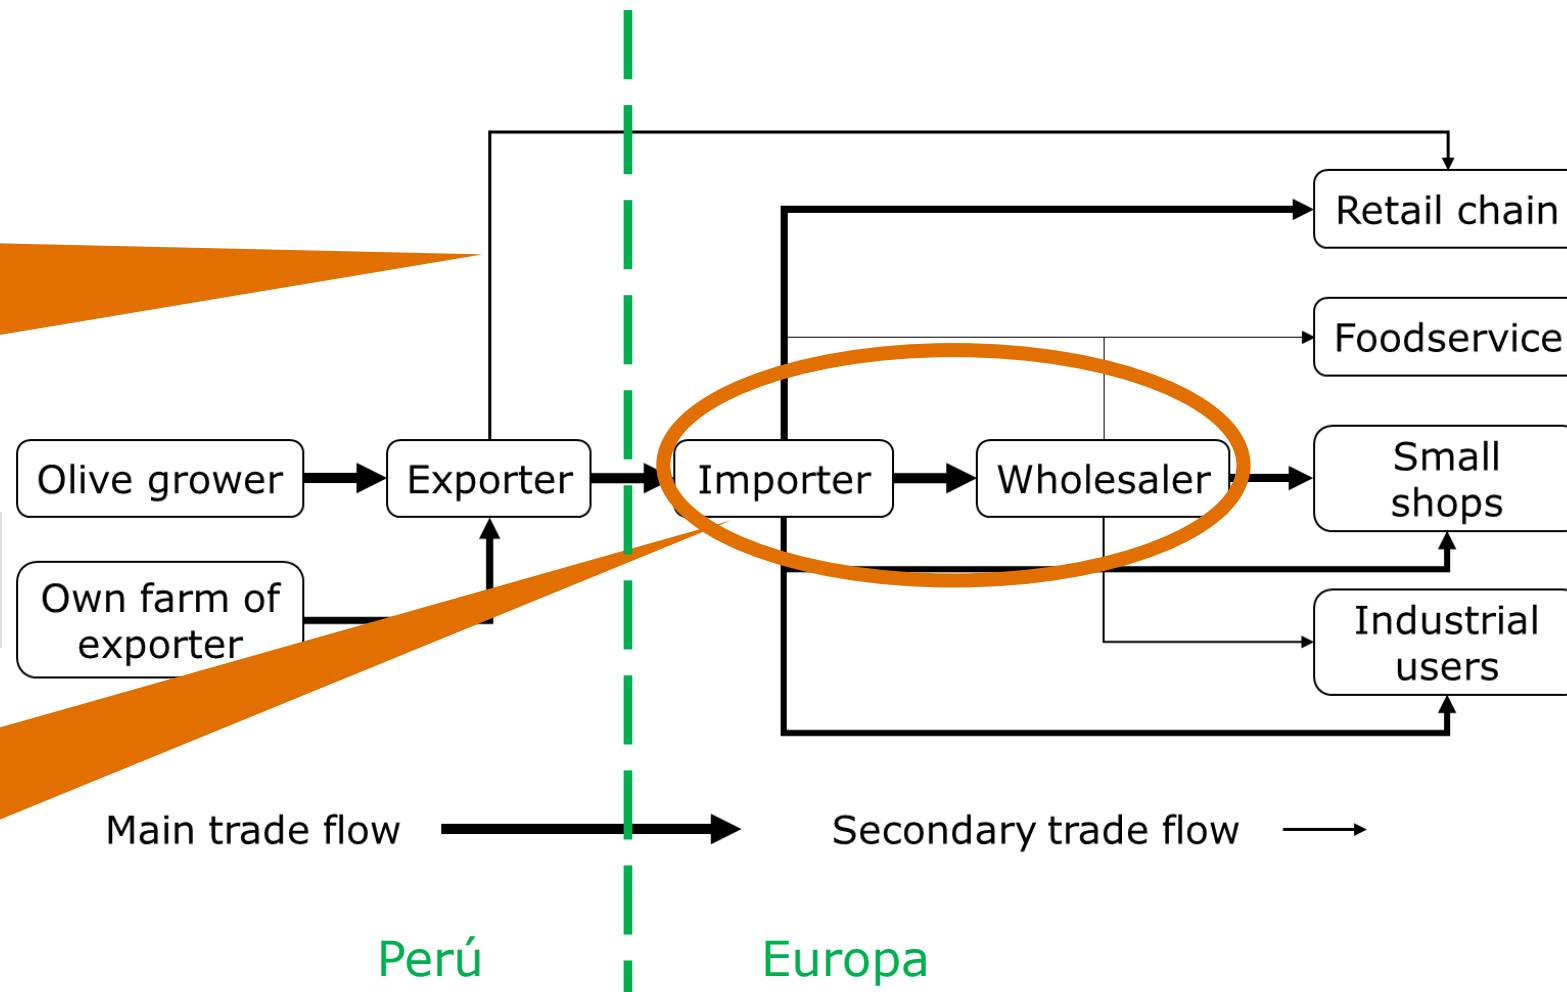 Retail chain
Foodservice
Olive grower
Exporter
Importer
Wholesaler
Small
shops
Own farm of
exporter
Industrial
users
Main trade flow
Secondary trade flow
Perú
Europa